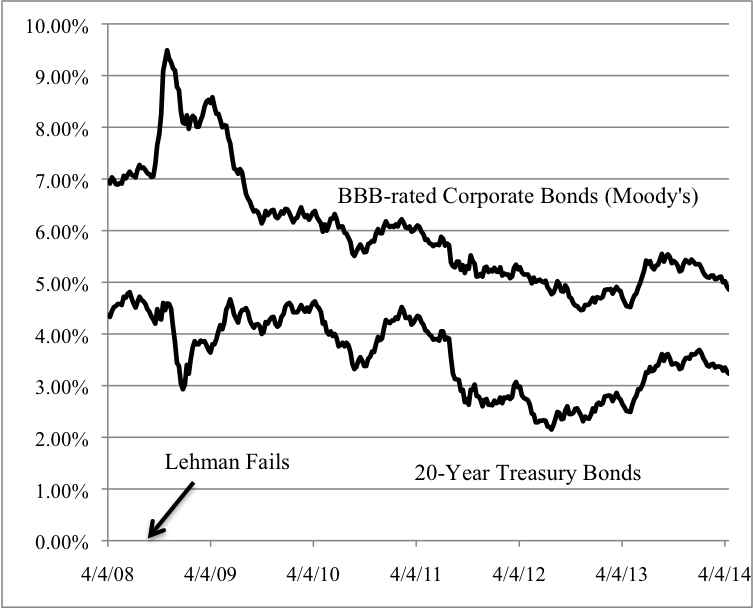 10.00%
9.00%
8.00%
7.00%
BBB-rated Corporate Bonds (Moody's)
6.00%
5.00%
4.00%
3.00%
2.00%
Lehman Fails
20-Year Treasury Bonds
1.00%
0.00%
4/4/08 4/4/09 4/4/10 4/4/11 4/4/12 4/4/13 4/4/14